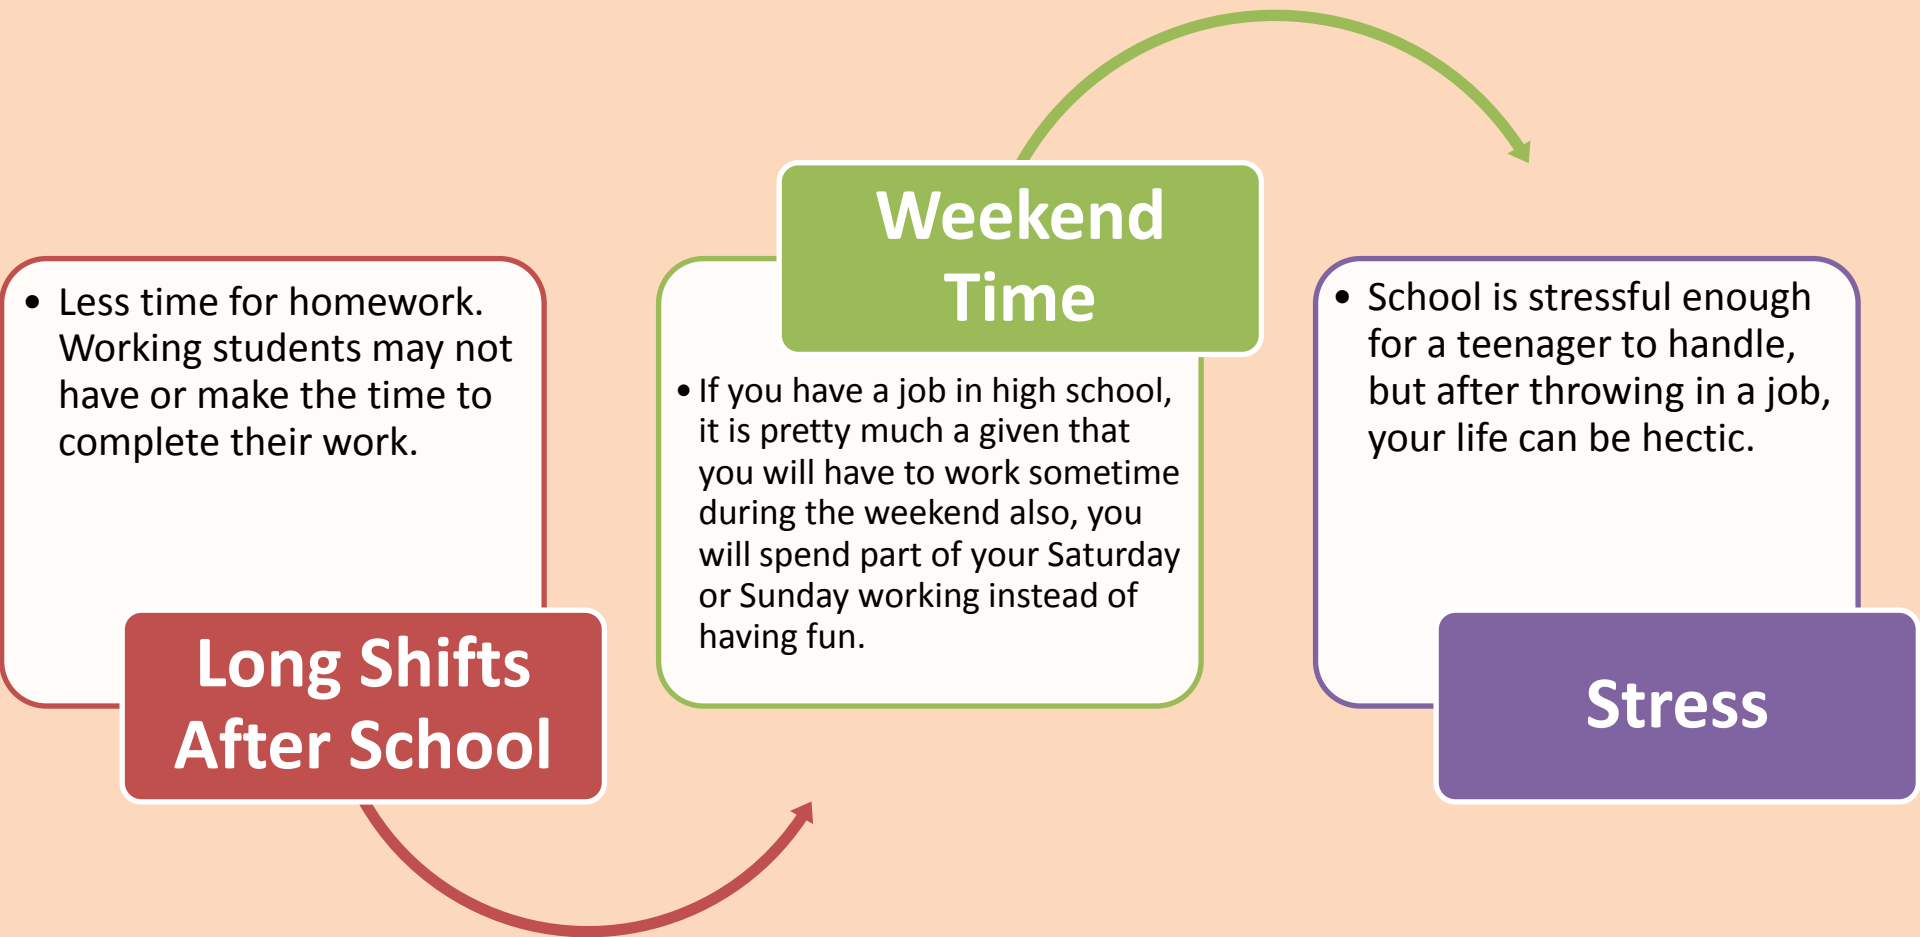 • Less time for homework.
Working students may not
have or make the time to
complete their work.
Long Shifts
After School
Weekend
Time
• If you have a job in high school,
it is pretty much a given that
you will have to work sometime
during the weekend also, you
will spend part of your Saturday
or Sunday working instead of
having fun.
• School is stressful enough
for a teenager to handle,
but after throwing in a job,
your life can be hectic.
Stress